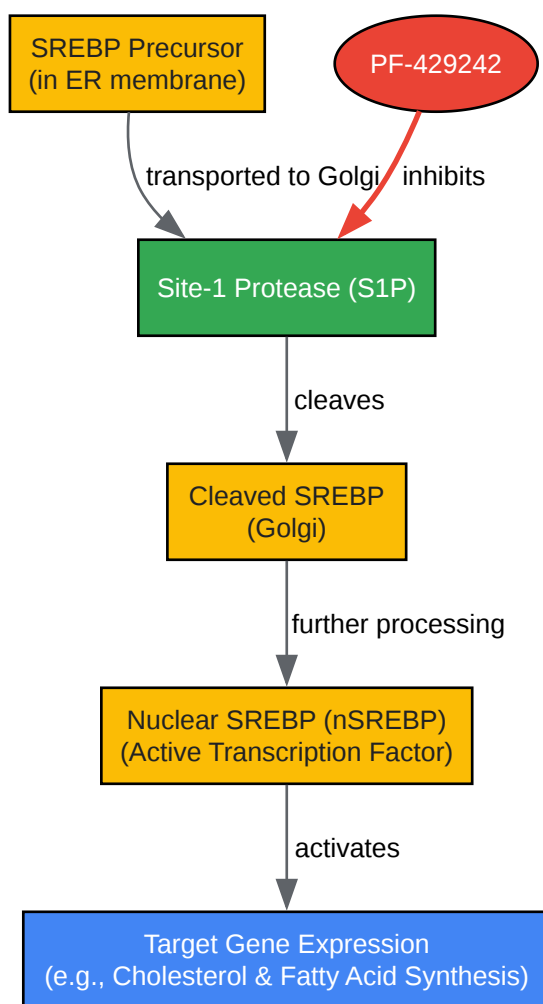 SREBP Precursor
(in ER membrane)
PF-429242
transported to Golgi
inhibits
Site-1 Protease (S1P)
cleaves
Cleaved SREBP
(Golgi)
further processing
Nuclear SREBP (nSREBP)
(Active Transcription Factor)
activates
Target Gene Expression
(e.g., Cholesterol & Fatty Acid Synthesis)